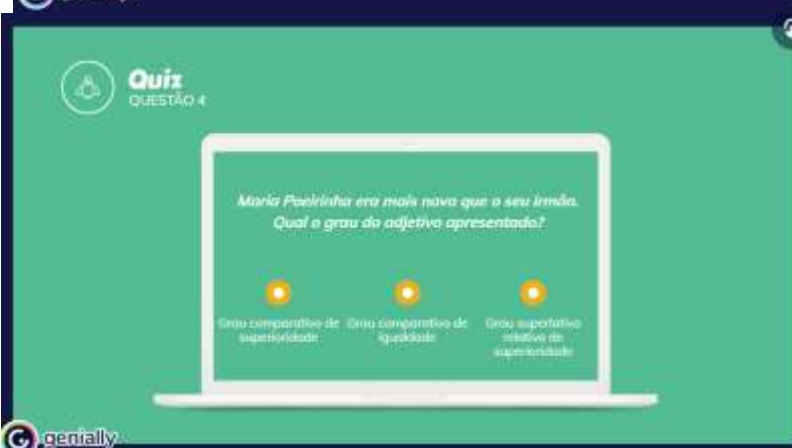 Quiz
QUESTÃO 4
Maria Poeirinha era mais nova que o seu irmão.
Qual o grau do adjetivo apresentado?
Grau comparativo de superioridade
Grau comparativo de igualdade
Grau superlativo relativo de superioridade
genially